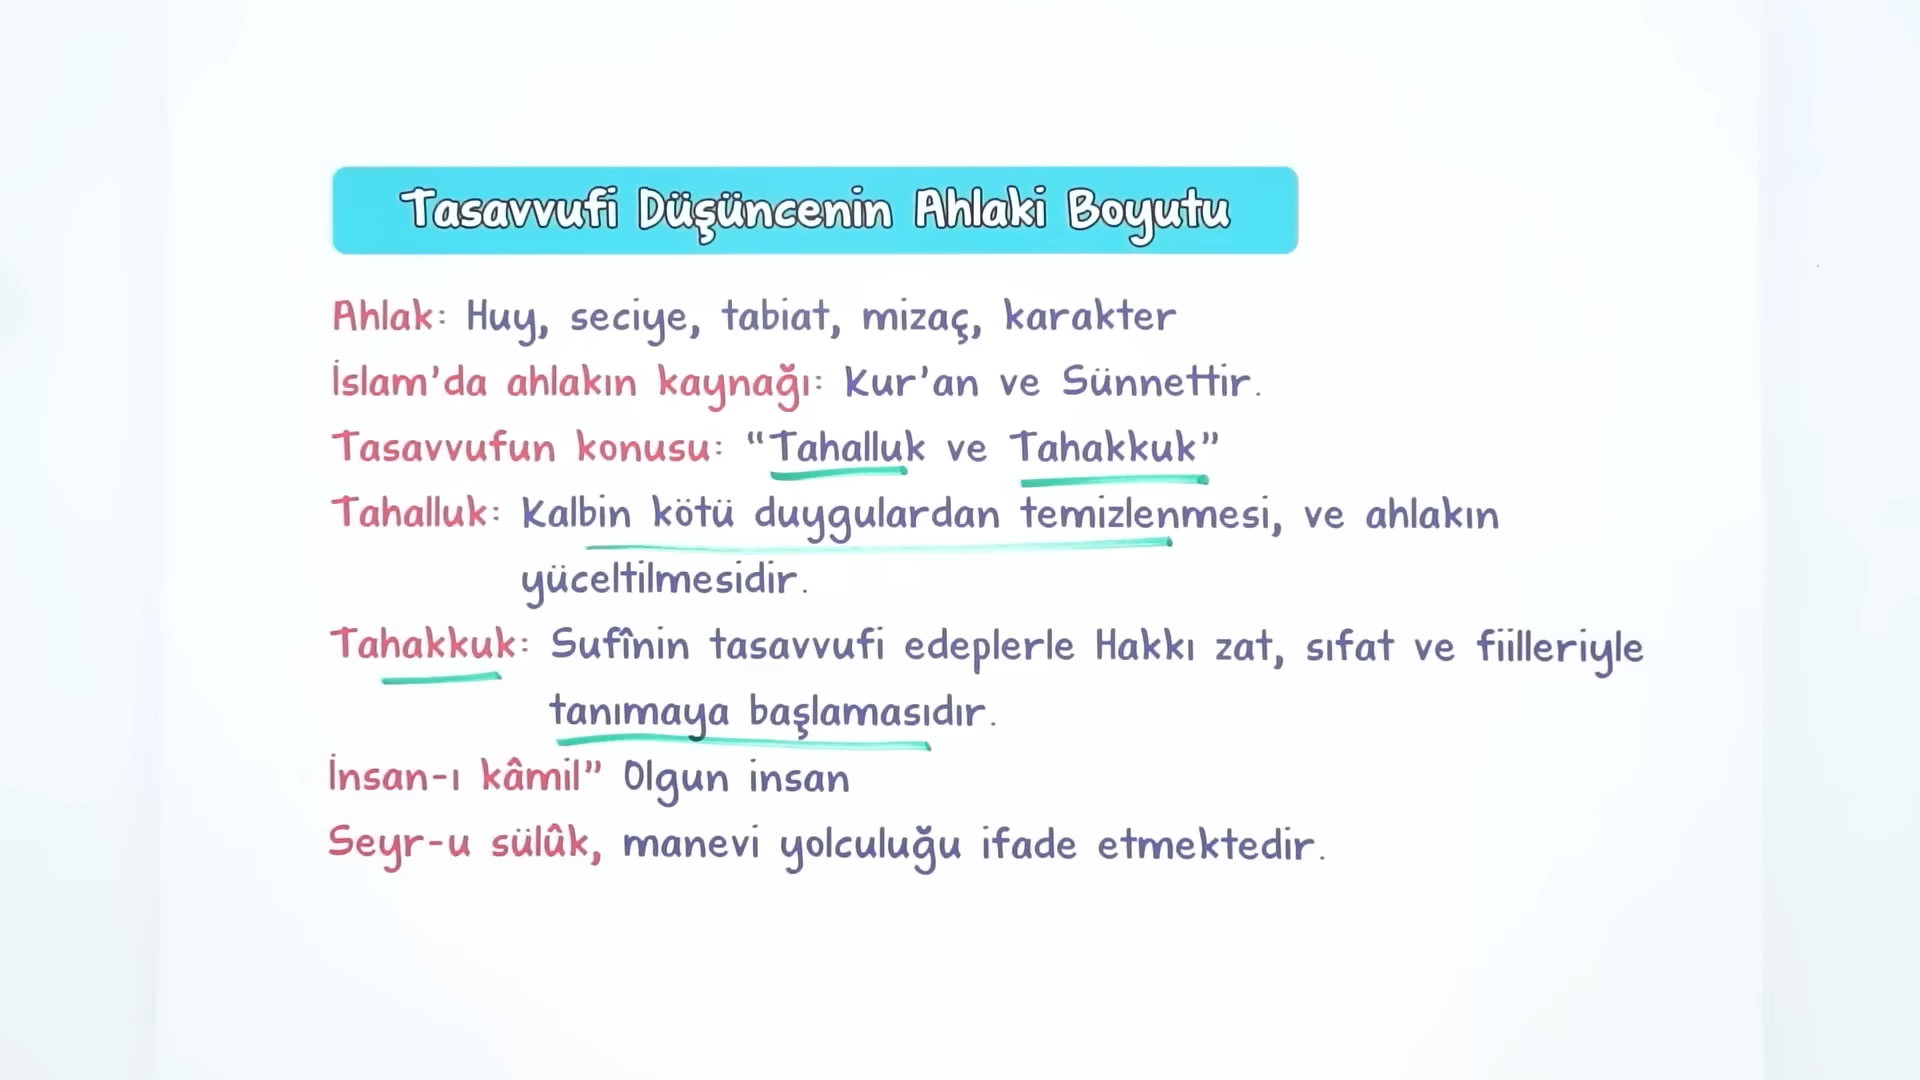 Tasavvufi Düşüncenin Ahlaki Boyutu
Ahlak: Huy, seciye, tabiat, mizaç, karakter
İslam'da ahlakın kaynağı: Kur'an ve Sünnettir.
Tasavvufun konusu: “Tahalluk ve Tahakkuk”
Tahalluk: Kalbin kötü duygulardan temizlenmesi, ve ahlakın
yüceltilmesidir.
Tahakkuk: Sufînin tasavvufi edeplerle Hakkı zat, sıfat ve fiilleriyle
tanımaya başlamasıdır.
İnsan-ı kâmil” Olgun insan
Seyr-u sülûk, manevi yolculuğu ifade etmektedir.